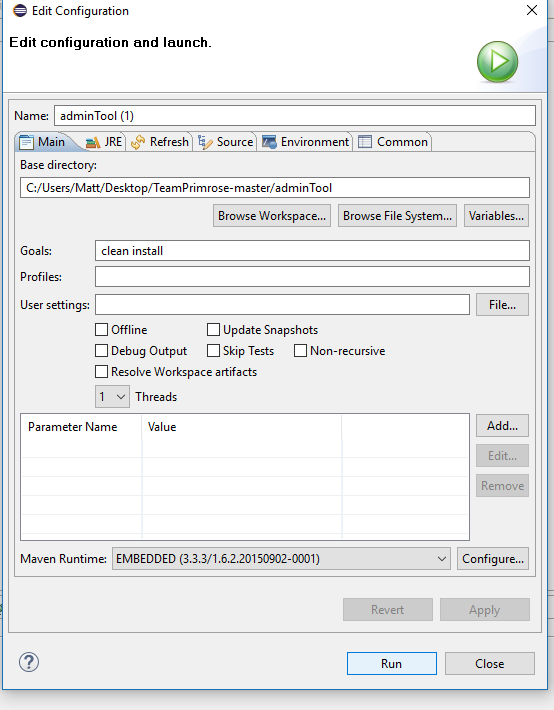 Edit Configuration
Edit configuration and launch.
Name: adminTool (1)
Main JRE Refresh Source Environment Common
Base directory:
C:/Users/Matt/Desktop/TeamPrimrose-master/adminTool
Browse Workspace... Browse File System... Variables...
Goals: clean install
Profiles:
User settings: File...
Offline Update Snapshots
Debug Output Skip Tests Non-recursive
Resolve Workspace artifacts
1 Threads
Parameter Name Value Add...
Edit...
Remove
Maven Runtime: EMBEDDED (3.3.3/1.6.2.20150902-0001) Configure...
Revert Apply
? Run Close